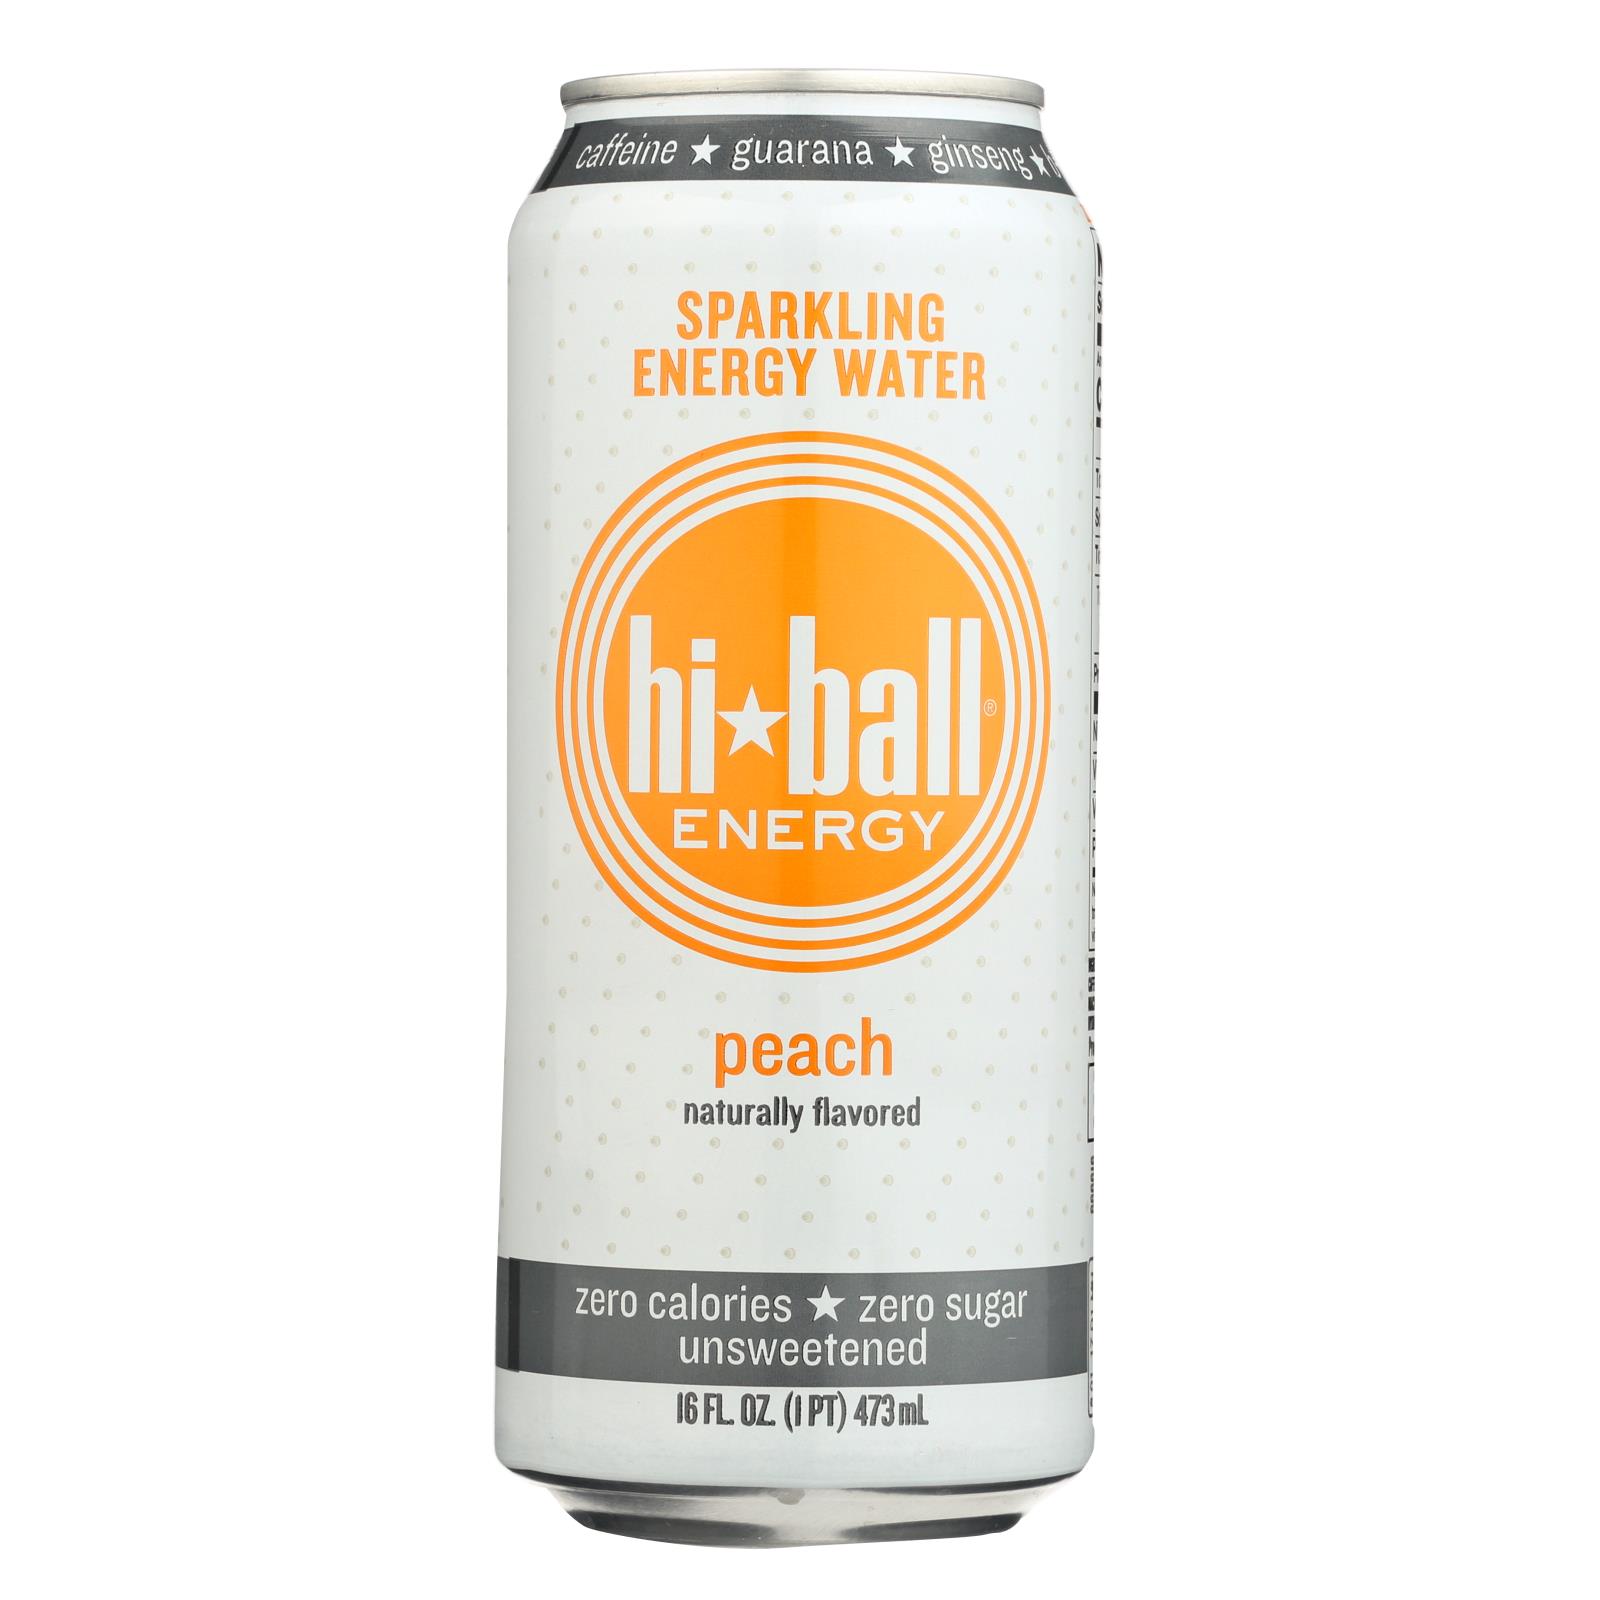 caffeine ★ guarana ★ ginseng ★
SPARKLING
ENERGY WATER
hi★ball®
ENERGY
peach
naturally flavored
zero calories ★ zero sugar
unsweetened
16 FL. OZ. (1 PT) 473 mL